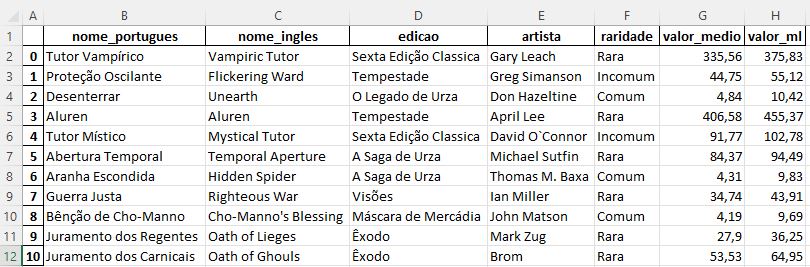 A B C D E F G H
1 nome_portugues nome_ingles edicao artista raridade valor_medio valor_ml
2 0 Tutor Vampírico Vampiric Tutor Sexta Edição Classica Gary Leach Rara 335,56 375,83
3 1 Proteção Oscilante Flickering Ward Tempestade Greg Simanson Incomum 44,75 55,12
4 2 Desenterrar Unearth O Legado de Urza Don Hazeltine Comum 4,84 10,42
5 3 Aluren Aluren Tempestade April Lee Rara 406,58 455,37
6 4 Tutor Místico Mystical Tutor Sexta Edição Classica David O`Connor Incomum 91,77 102,78
7 5 Abertura Temporal Temporal Aperture A Saga de Urza Michael Sutfin Rara 84,37 94,49
8 6 Aranha Escondida Hidden Spider A Saga de Urza Thomas M. Baxa Comum 4,31 9,83
9 7 Guerra Justa Righteous War Visões Ian Miller Rara 34,74 43,91
10 8 Bênção de Cho-Manno Cho-Manno's Blessing Máscara de Mercádia John Matson Comum 4,19 9,69
11 9 Juramento dos Regentes Oath of Lieges Êxodo Mark Zug Rara 27,9 36,25
12 10 Juramento dos Carnicais Oath of Ghouls Êxodo Brom Rara 53,53 64,95